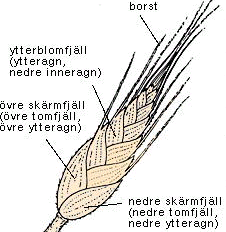 borst
ytterblomfjäll
(ytteragn,
nedre inneragn)
övre skärmfjäll
(övre tomfjäll,
övre ytteragn)
nedre skärmfjäll
(nedre tomfjäll,
nedre ytteragn)